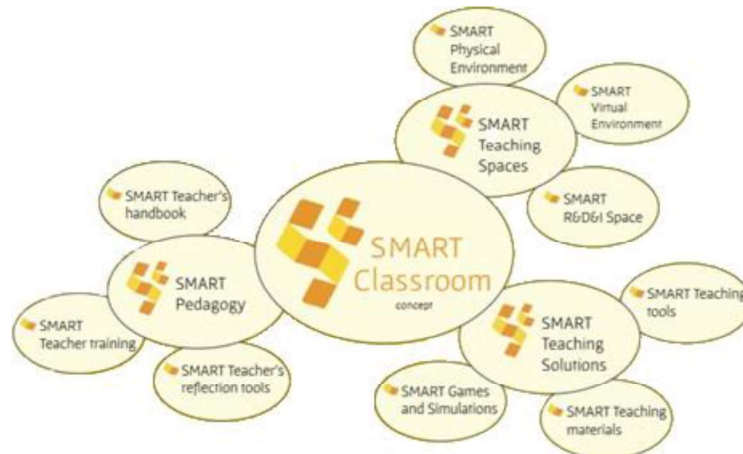 SMART
Physical
Environment
SMART
Virtual
Environment
SMART
Teaching
Spaces
SMART
R&D&I Space
SMART Teacher's
handbook
SMART
Classroom
concept
SMART
Pedagogy
SMART
Teacher training
SMART Teacher's
reflection tools
SMART Teaching
tools
SMART
Teaching
Solutions
SMART Games
and Simulations
SMART Teaching
materials